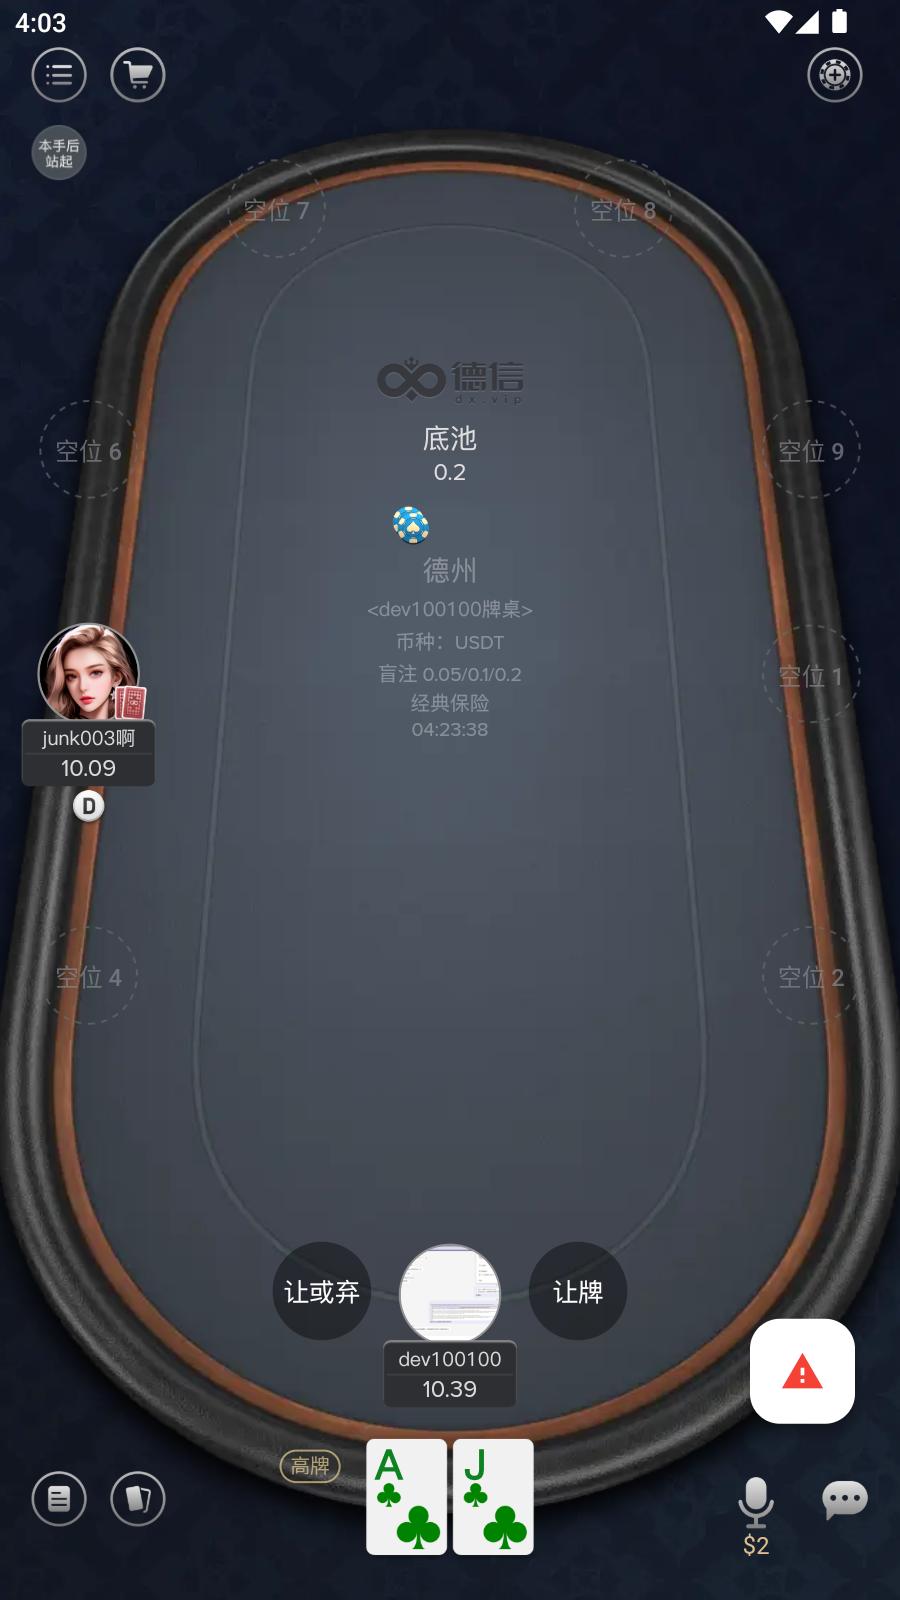 4:03
本手后
站起
空位 7
空位 8
德信
dx.vip
底池
0.2
空位 6
空位 9
德州
<dev100100牌桌>
币种：USDT
盲注 0.05/0.1/0.2
经典保险
04:23:38
空位 1
junk003啊
10.09
D
空位 4
空位 2
让或弃
让牌
dev100100
10.39
高牌
A
J
$2